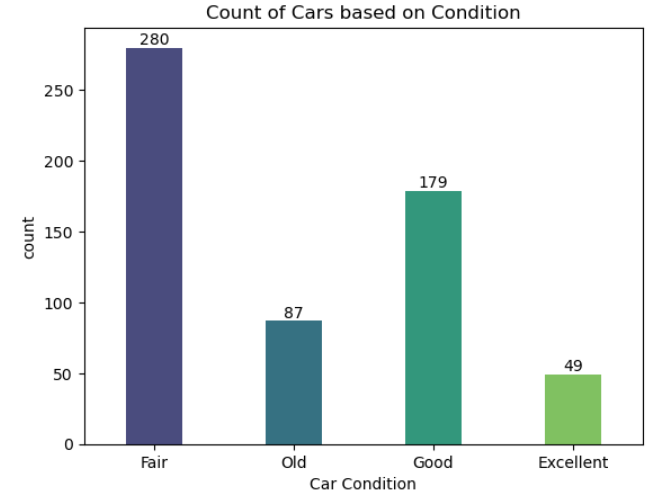 Count of Cars based on Condition
280
250
200
179
150
count
100
87
50
49
0
Fair Old Good Excellent
Car Condition